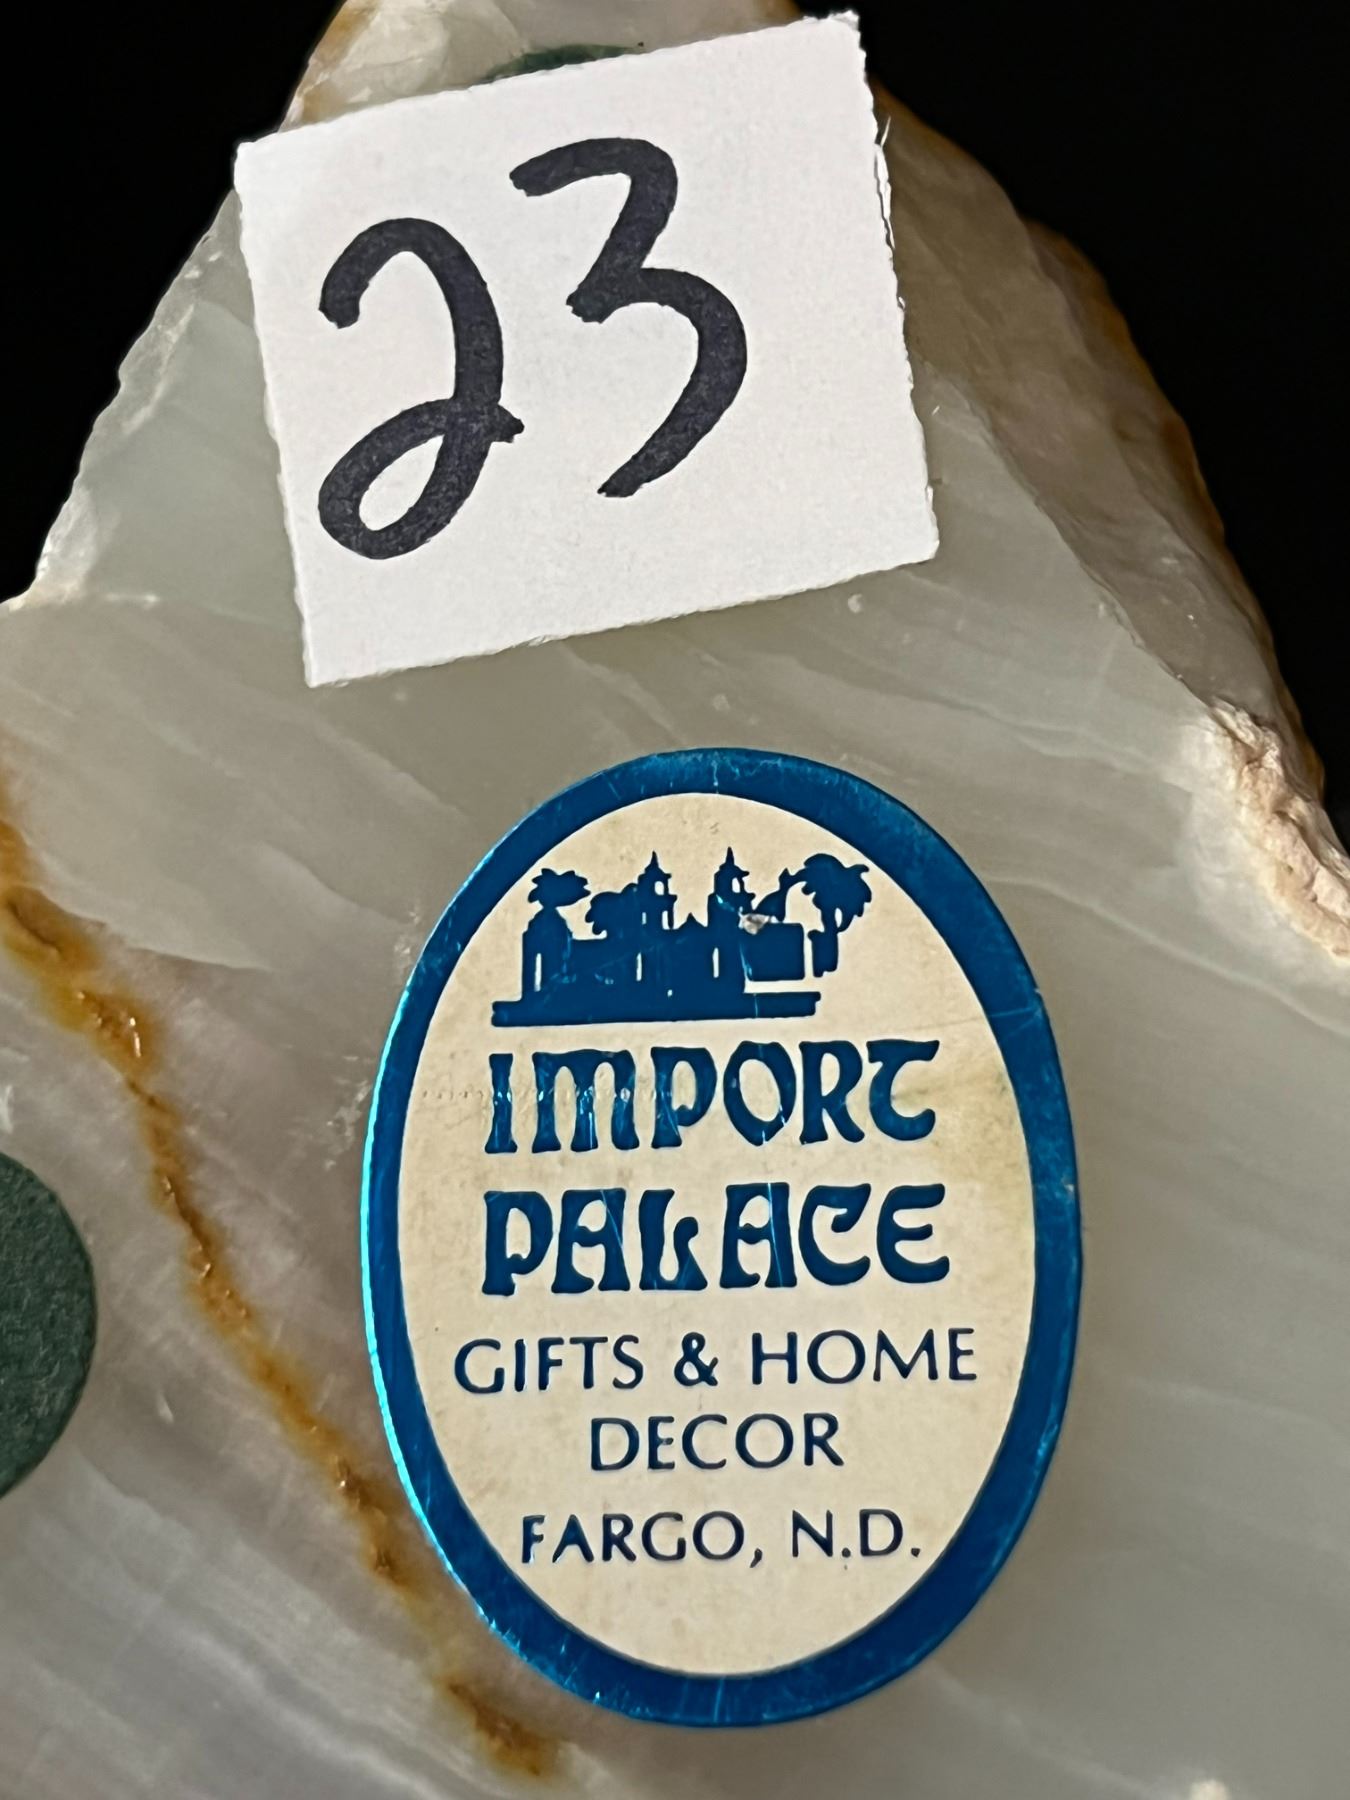 23
IMPORT
PALACE
GIFTS & HOME
DECOR
FARGO, N.D.